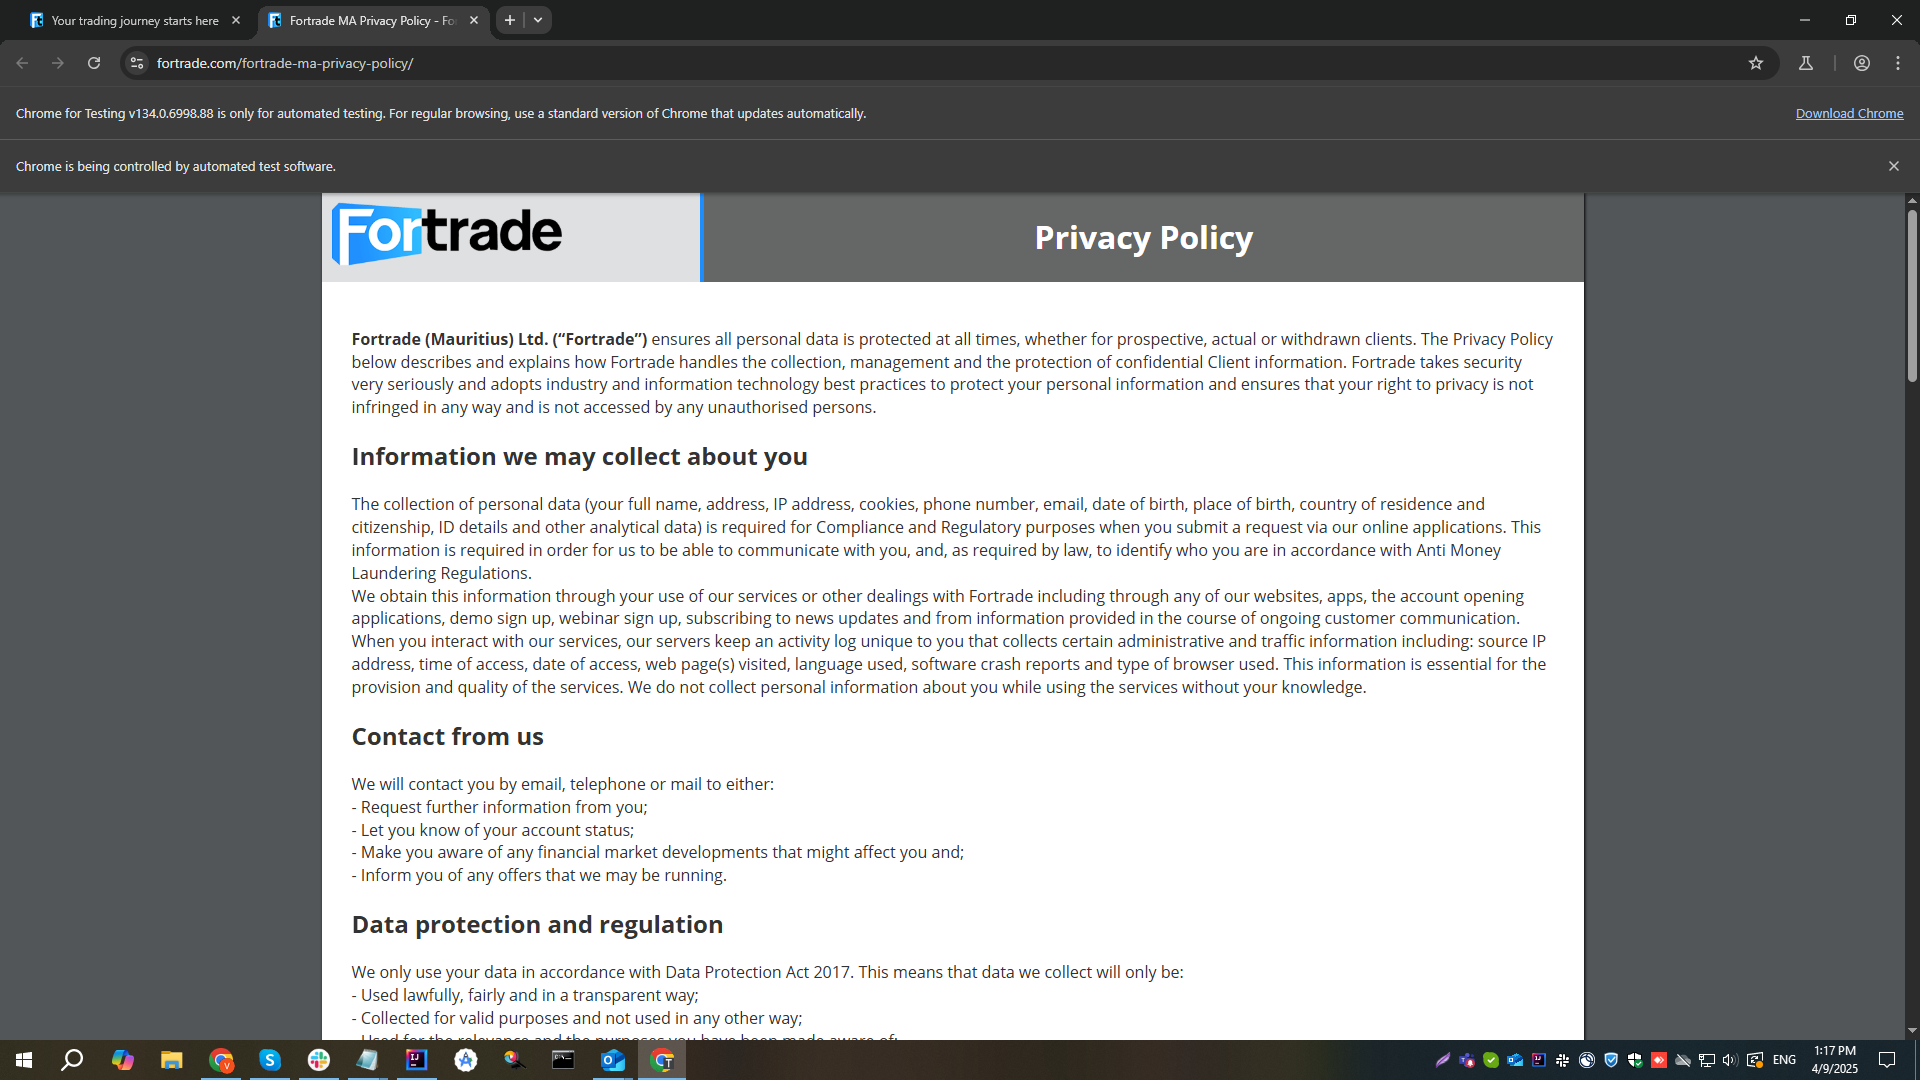 Your trading journey starts here
Fortrade MA Privacy Policy - Fo
fortrade.com/fortrade-ma-privacy-policy/
Chrome for Testing v134.0.6998.88 is only for automated testing. For regular browsing, use a standard version of Chrome that updates automatically.
Download Chrome
Chrome is being controlled by automated test software.
Fortrade
Privacy Policy
Fortrade (Mauritius) Ltd. (“Fortrade”) ensures all personal data is protected at all times, whether for prospective, actual or withdrawn clients. The Privacy Policy
below describes and explains how Fortrade handles the collection, management and the protection of confidential Client information. Fortrade takes security
very seriously and adopts industry and information technology best practices to protect your personal information and ensures that your right to privacy is not
infringed in any way and is not accessed by any unauthorised persons.
Information we may collect about you
The collection of personal data (your full name, address, IP address, cookies, phone number, email, date of birth, place of birth, country of residence and
citizenship, ID details and other analytical data) is required for Compliance and Regulatory purposes when you submit a request via our online applications. This
information is required in order for us to be able to communicate with you, and, as required by law, to identify who you are in accordance with Anti Money
Laundering Regulations.
We obtain this information through your use of our services or other dealings with Fortrade including through any of our websites, apps, the account opening
applications, demo sign up, webinar sign up, subscribing to news updates and from information provided in the course of ongoing customer communication.
When you interact with our services, our servers keep an activity log unique to you that collects certain administrative and traffic information including: source IP
address, time of access, date of access, web page(s) visited, language used, software crash reports and type of browser used. This information is essential for the
provision and quality of the services. We do not collect personal information about you while using the services without your knowledge.
Contact from us
We will contact you by email, telephone or mail to either:
- Request further information from you;
- Let you know of your account status;
- Make you aware of any financial market developments that might affect you and;
- Inform you of any offers that we may be running.
Data protection and regulation
We only use your data in accordance with Data Protection Act 2017. This means that data we collect will only be:
- Used lawfully, fairly and in a transparent way;
- Collected for valid purposes and not used in any other way;
- Used for the relevance and the purposes you have been made aware of;
ENG
1:17 PM
4/9/2025